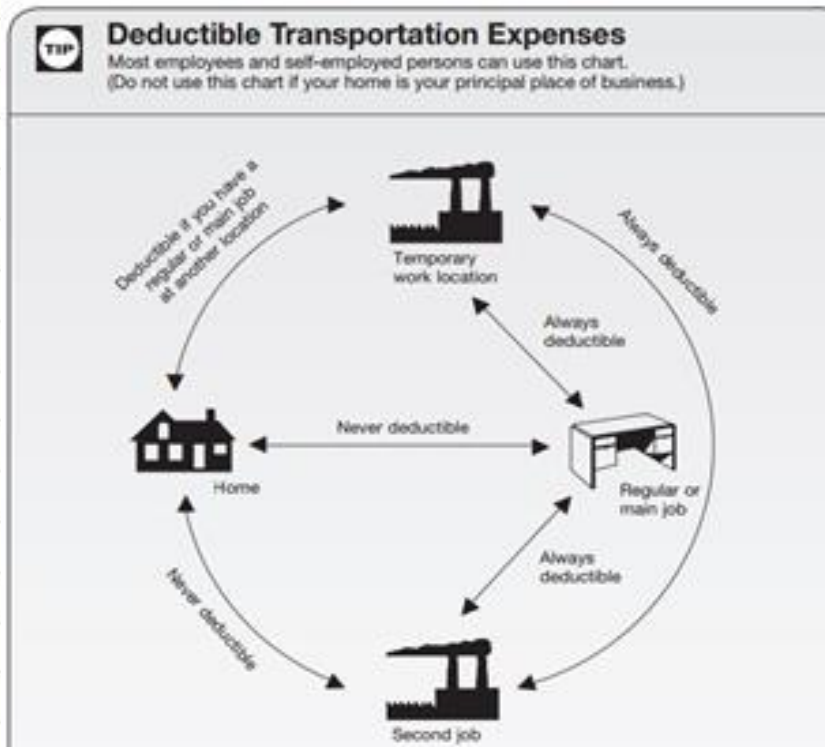 TIP
Deductible Transportation Expenses
Most employees and self-employed persons can use this chart.
(Do not use this chart if your home is your principal place of business.)
Deductible if you have a
regular or main job
at another location
Temporary
work location
Always deductible
Always
deductible
Never deductible
Home
Regular or
main job
Always
deductible
Never deductible
Second job